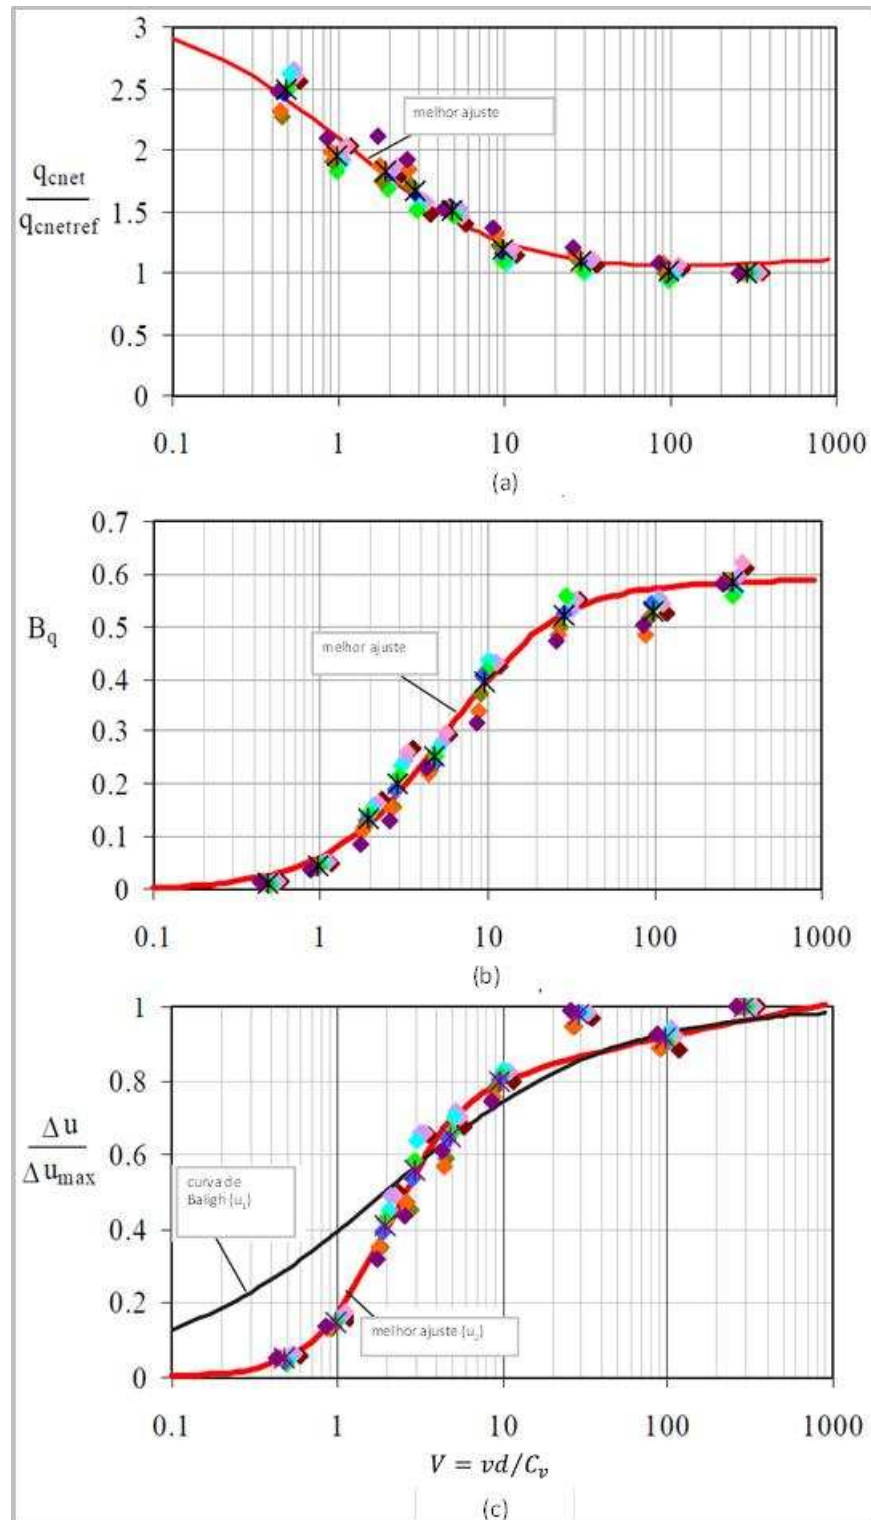 3
2.5
2
1.5
1
0.5
0
q_cnet
q_cnetref
melhor ajuste
0.1 1 10 100 1000
(a)
0.7
0.6
0.5
0.4
0.3
0.2
0.1
0
B_q
melhor ajuste
0.1 1 10 100 1000
(b)
1
0.8
0.6
0.4
0.2
0
Δu
Δu_max
curva de
Baligh (u₁)
melhor ajuste (u₂)
0.1 1 10 100 1000
V = vd/C_v
(c)